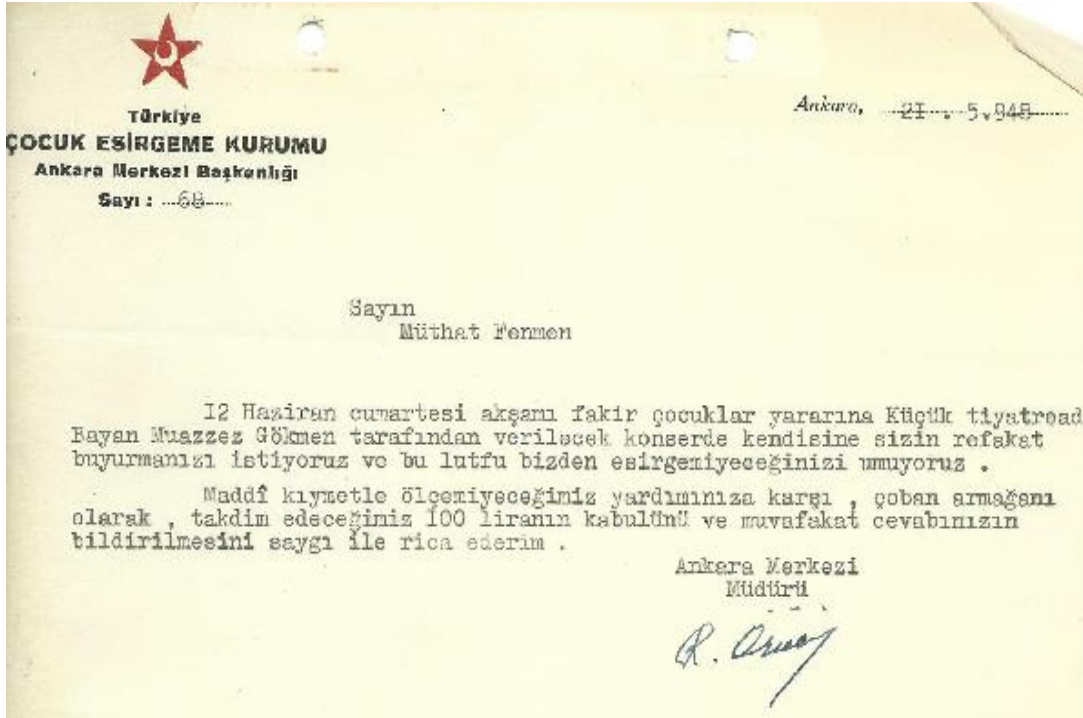 Türkiye
ÇOCUK ESİRGEME KURUMU
Ankara Merkezi Başkanlığı
Sayı : 68
Ankara, 21 . 5.948
Sayın
Müthat Fenmen
I2 Haziran cumartesi akşamı fakir çocuklar yararına Küçük tiyatroad
Bayan Muazzez Gökmen tarafından verilecek konserde kendisine sizin refakat
buyurmanızı istiyoruz ve bu lutfu bizden esirgemiyeceğinizi umuyoruz .
Maddî kıymetle ölçemiyeceğimiz yardımınıza karşı , çoban armağanı
olarak , takdim edeceğimiz I00 liranın kabulünü ve muvafakat cevabınızın
bildirilmesini saygı ile rica ederim .
Ankara Merkezi
Müdürü
R.